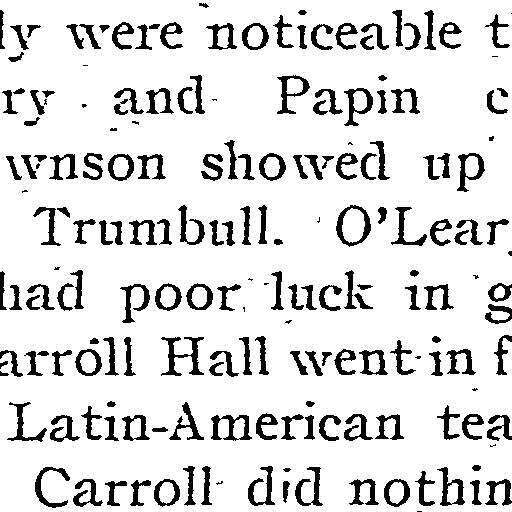 ly were noticeable t
ry and Papin c
wnson showed up
Trumbull. O'Lear
had poor luck in g
arroll Hall went in f
Latin-American tea
Carroll did nothin